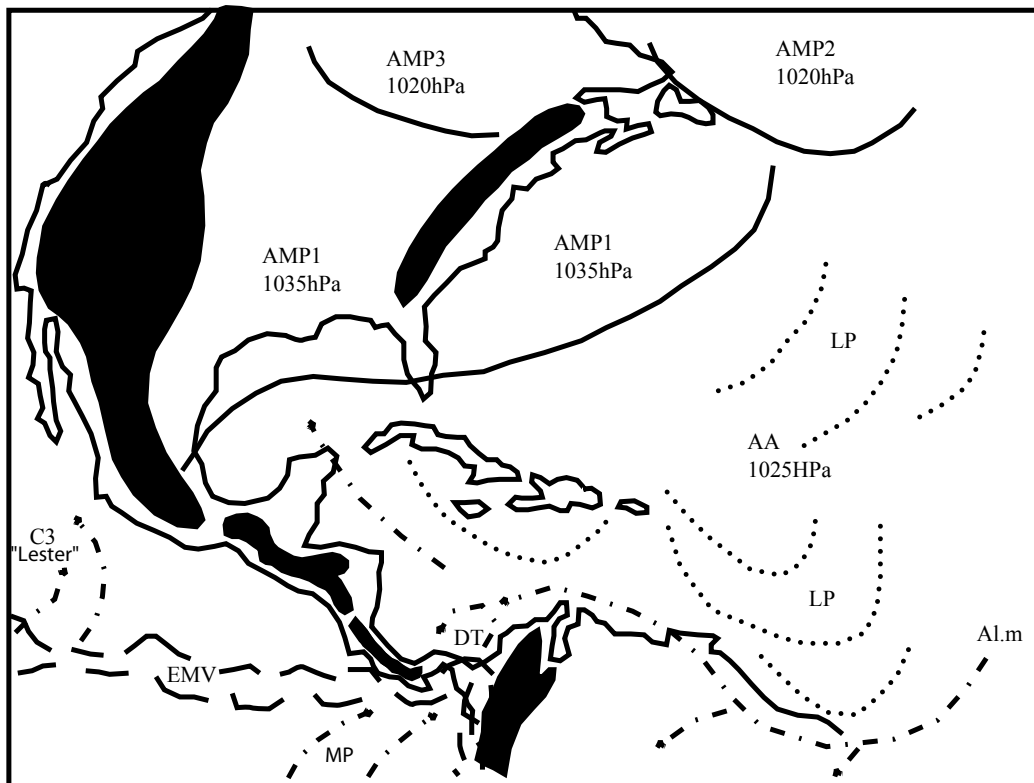 AMP3
1020hPa
AMP2
1020hPa
AMP1
1035hPa
AMP1
1035hPa
LP
AA
1025HPa
C3
"Lester"
LP
DT
Al.m
EMV
MP